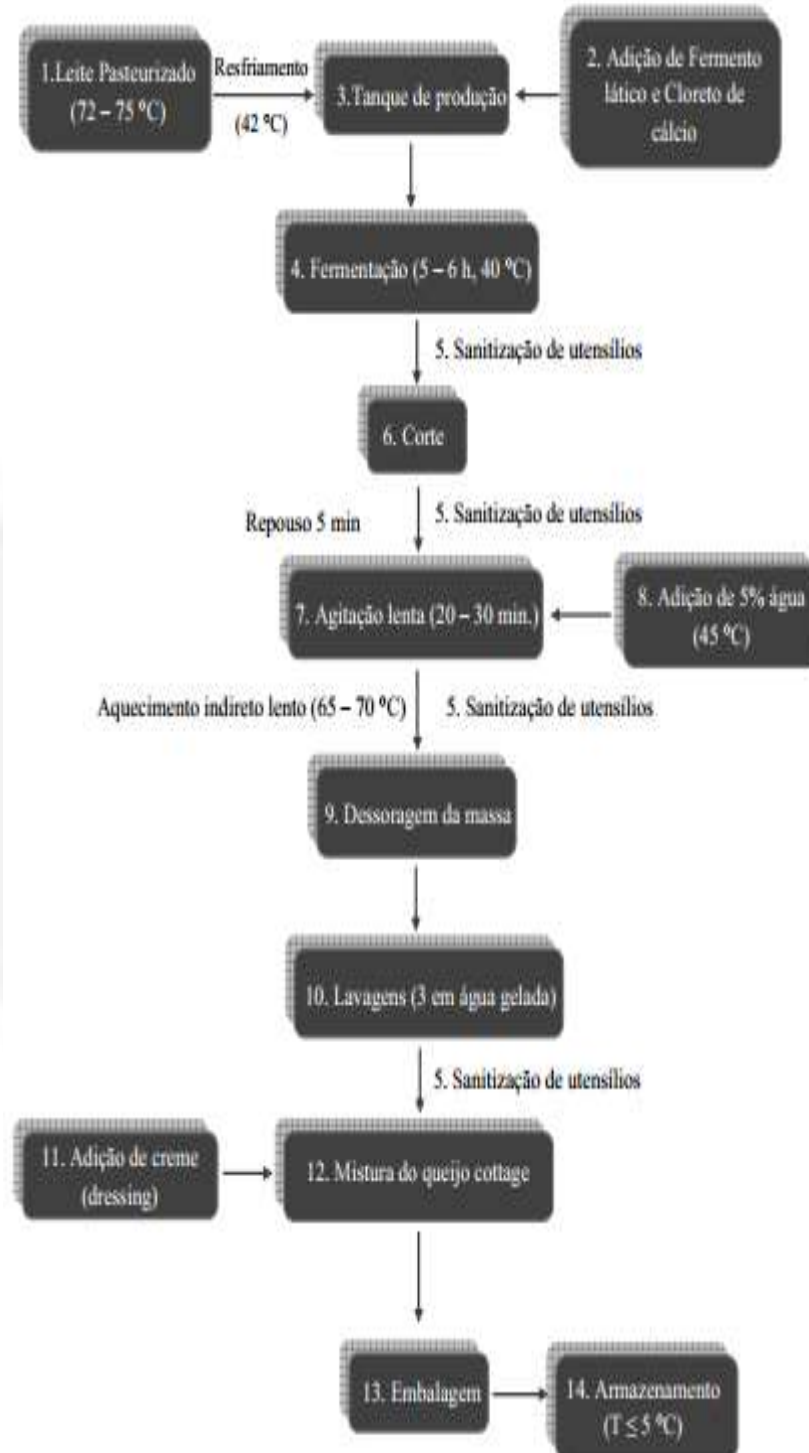 1.Leite Pasteurizado
(72 – 75 ºC)
Resfriamento
(42 ºC)
3.Tanque de produção
2. Adição de Fermento
lático e Cloreto de
cálcio
4. Fermentação (5 – 6 h, 40 ºC)
5. Sanitização de utensílios
6. Corte
Repouso 5 min
5. Sanitização de utensílios
7. Agitação lenta (20 – 30 min.)
8. Adição de 5% água
(45 ºC)
Aquecimento indireto lento (65 – 70 ºC)
5. Sanitização de utensílios
9. Dessoragem da massa
10. Lavagens (3 em água gelada)
5. Sanitização de utensílios
11. Adição de creme
(dressing)
12. Mistura do queijo cottage
13. Embalagem
14. Armazenamento
(T ≤ 5 ºC)